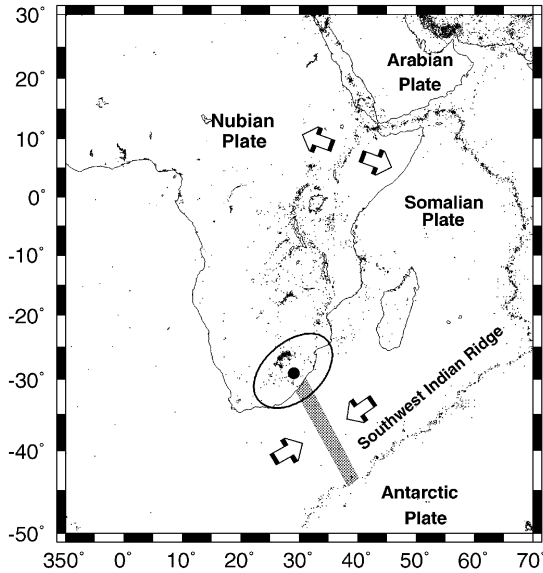 30°
20°
10°
0°
-10°
-20°
-30°
-40°
-50°
350°
0°
10°
20°
30°
40°
50°
60°
70°
Arabian
Plate
Nubian
Plate
Somalian
Plate
Southwest Indian Ridge
Antarctic
Plate